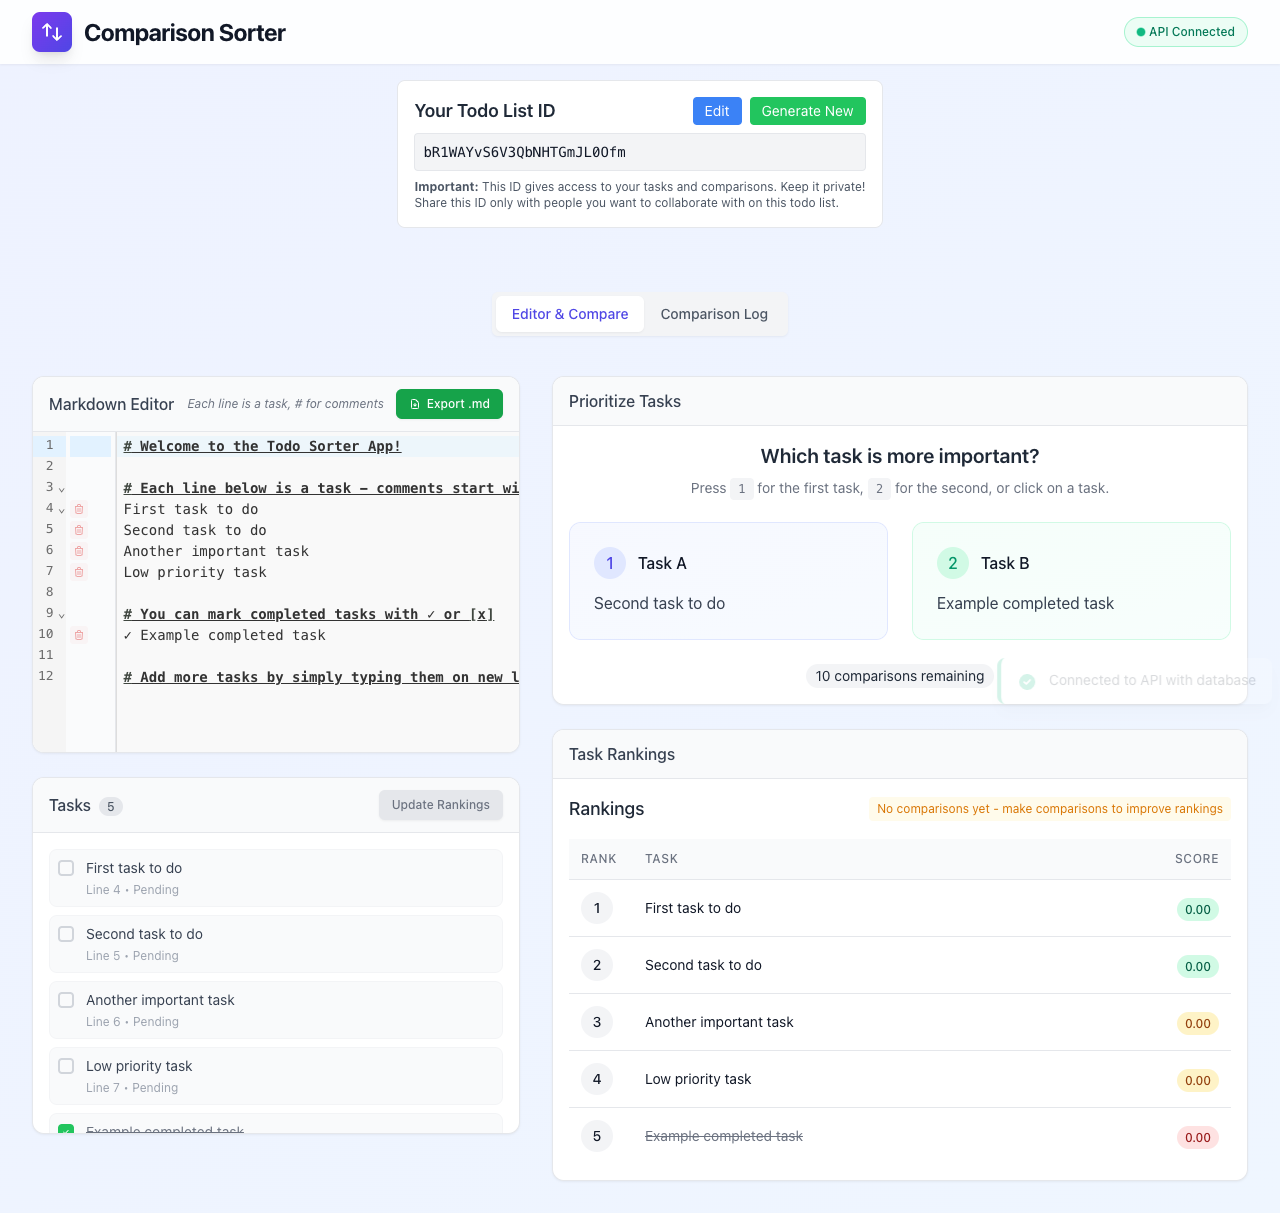 Comparison Sorter
API Connected
Your Todo List ID
Edit
Generate New
bR1WAYvS6V3QbNHTGmJL0Ofm
Important: This ID gives access to your tasks and comparisons. Keep it private!
Share this ID only with people you want to collaborate with on this todo list.
Editor & Compare
Comparison Log
Markdown Editor
Each line is a task, # for comments
Export .md
1 # Welcome to the Todo Sorter App!
2
3 # Each line below is a task – comments start wi
4 First task to do
5 Second task to do
6 Another important task
7 Low priority task
8
9 # You can mark completed tasks with ✓ or [x]
10 ✓ Example completed task
11
12 # Add more tasks by simply typing them on new l
Tasks 5
Update Rankings
First task to do
Line 4 • Pending
Second task to do
Line 5 • Pending
Another important task
Line 6 • Pending
Low priority task
Line 7 • Pending
Example completed task
Prioritize Tasks
Which task is more important?
Press 1 for the first task, 2 for the second, or click on a task.
1 Task A
Second task to do
2 Task B
Example completed task
10 comparisons remaining
Connected to API with database
Task Rankings
Rankings
No comparisons yet - make comparisons to improve rankings
RANK TASK SCORE
1 First task to do 0.00
2 Second task to do 0.00
3 Another important task 0.00
4 Low priority task 0.00
5 Example completed task 0.00